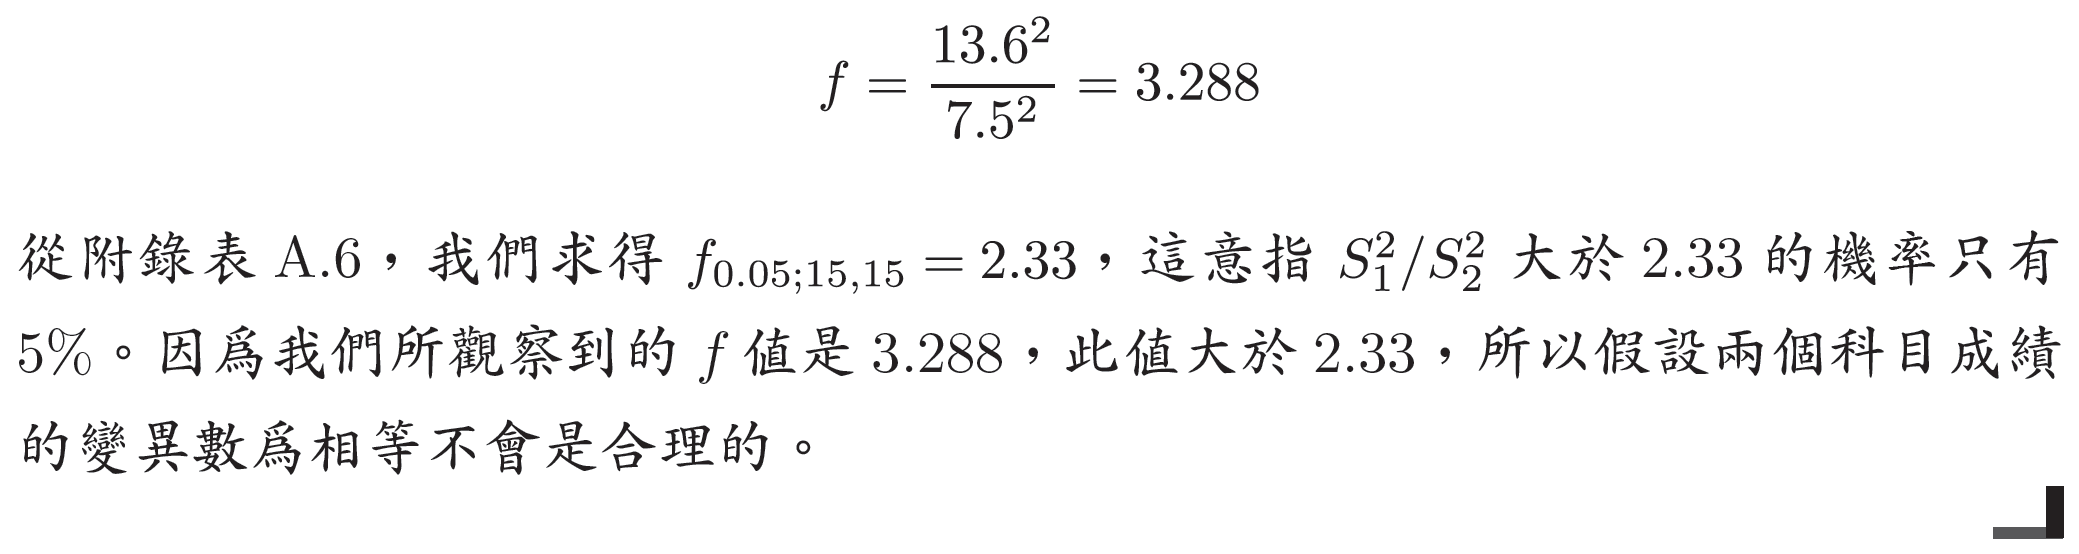 f = 13.6²/7.5² = 3.288
從附錄表 A.6，我們求得 f₀.₀₅;₁₅,₁₅ = 2.33，這意指 S₁²/S₂² 大於 2.33 的機率只有
5%。因爲我們所觀察到的 f 值是 3.288，此值大於 2.33，所以假設兩個科目成績
的變異數爲相等不會是合理的。